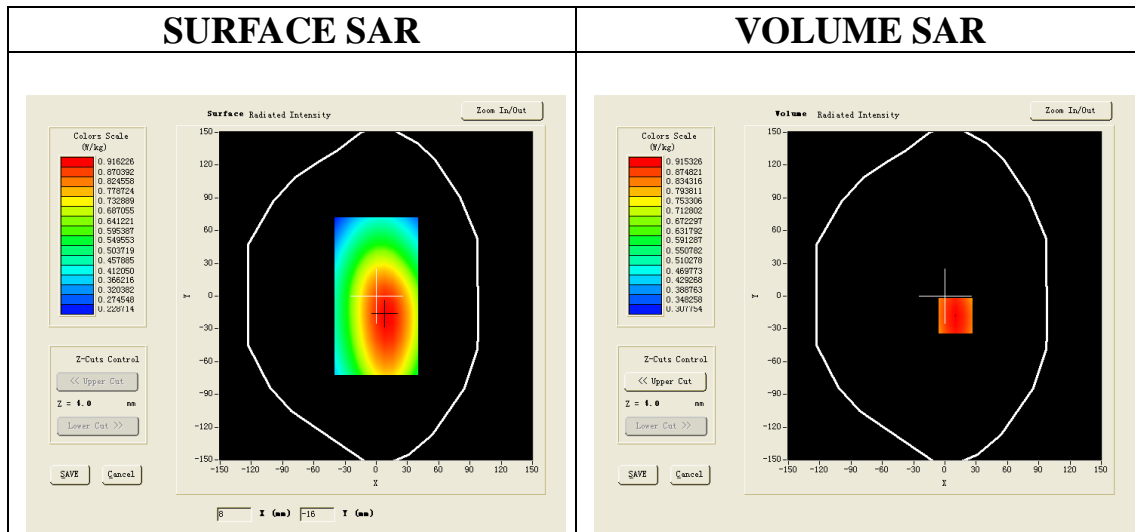 SURFACE SAR
VOLUME SAR
Surface Radiated Intensity
Zoom In/Out
Colors Scale
(W/kg)
0.916226
0.870392
0.824558
0.778724
0.732889
0.687055
0.641221
0.595387
0.549553
0.503719
0.457885
0.412050
0.366216
0.320382
0.274548
0.228714
150
120
90
60
30
0
-30
-60
-90
-120
-150
Y
-150 -120 -90 -60 -30 0 30 60 90 120 150
X
Z-Cuts Control
<< Upper Cut
Z = 4.0 mm
Lower Cut >>
SAVE Cancel
8 X (mm) -16 Y (mm)
Volume Radiated Intensity
Zoom In/Out
Colors Scale
(W/kg)
0.915326
0.874821
0.834316
0.793811
0.753306
0.712802
0.672297
0.631792
0.591287
0.550782
0.510278
0.469773
0.429268
0.388763
0.348258
0.307754
150
120
90
60
30
0
-30
-60
-90
-120
-150
Y
-150 -120 -90 -60 -30 0 30 60 90 120 150
X
Z-Cuts Control
<< Upper Cut
Z = 4.0 mm
Lower Cut >>
SAVE Cancel